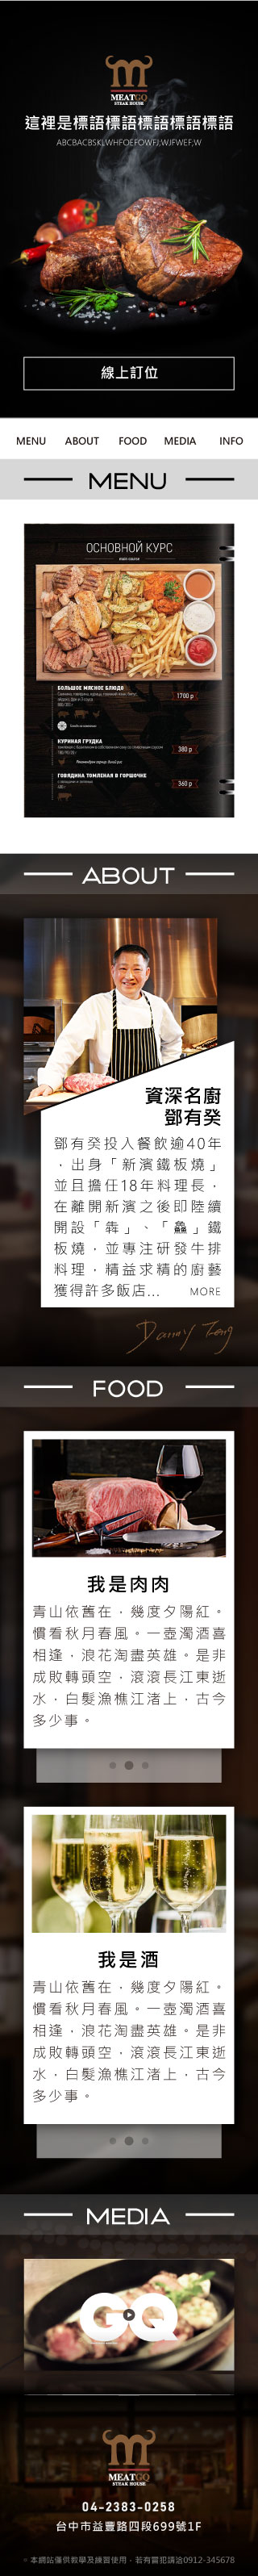 MEATGO
STEAK HOUSE
這裡是標語標語標語標語標語
線上訂位
MENU ABOUT FOOD MEDIA INFO
MENU
ОСНОВНОЙ КУРС
БОЛЬШОЕ МЯСНОЕ БЛЮДО
1700 р
КУРИНАЯ ГРУДКА
380 р
ГОВЯДИНА ТОМЛЕНАЯ В ГОРШОЧКЕ
360 р
ABOUT
資深名廚
鄧有癸
鄧有癸投入餐飲逾40年
，出身「新濱鐵板燒」
並且擔任18年料理長，
在離開新濱之後即陸續
開設「犇」、「鱻」鐵
板燒，並專注研發牛排
料理，精益求精的廚藝
獲得許多飯店... MORE
Danny Teng
FOOD
我是肉肉
青山依舊在，幾度夕陽紅。
慣看秋月春風。一壺濁酒喜
相逢，浪花淘盡英雄。是非
成敗轉頭空，滾滾長江東逝
水，白髮漁樵江渚上，古今
多少事。
我是酒
青山依舊在，幾度夕陽紅。
慣看秋月春風。一壺濁酒喜
相逢，浪花淘盡英雄。是非
成敗轉頭空，滾滾長江東逝
水，白髮漁樵江渚上，古今
多少事。
MEDIA
GQ
MEATGO
STEAK HOUSE
04-2383-0258
台中市益豐路四段699號1F
※本網站僅供教學及練習使用，若有冒犯請洽0912-345678